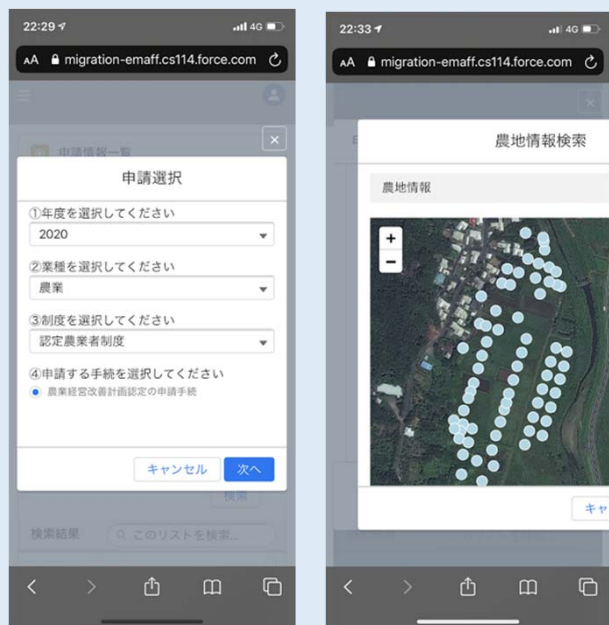 22:29
4G
AA migration-emaff.cs114.force.com
申請情報一覧
申請選択
①年度を選択してください
2020
②業種を選択してください
農業
③制度を選択してください
認定農業者制度
④申請する手続を選択してください
農業経営改善計画認定の申請手続
キャンセル 次へ
検索
検索結果 このリストを検索...
22:33
4G
AA migration-emaff.cs114.force.com
農地情報検索
農地情報
+
−
キャ